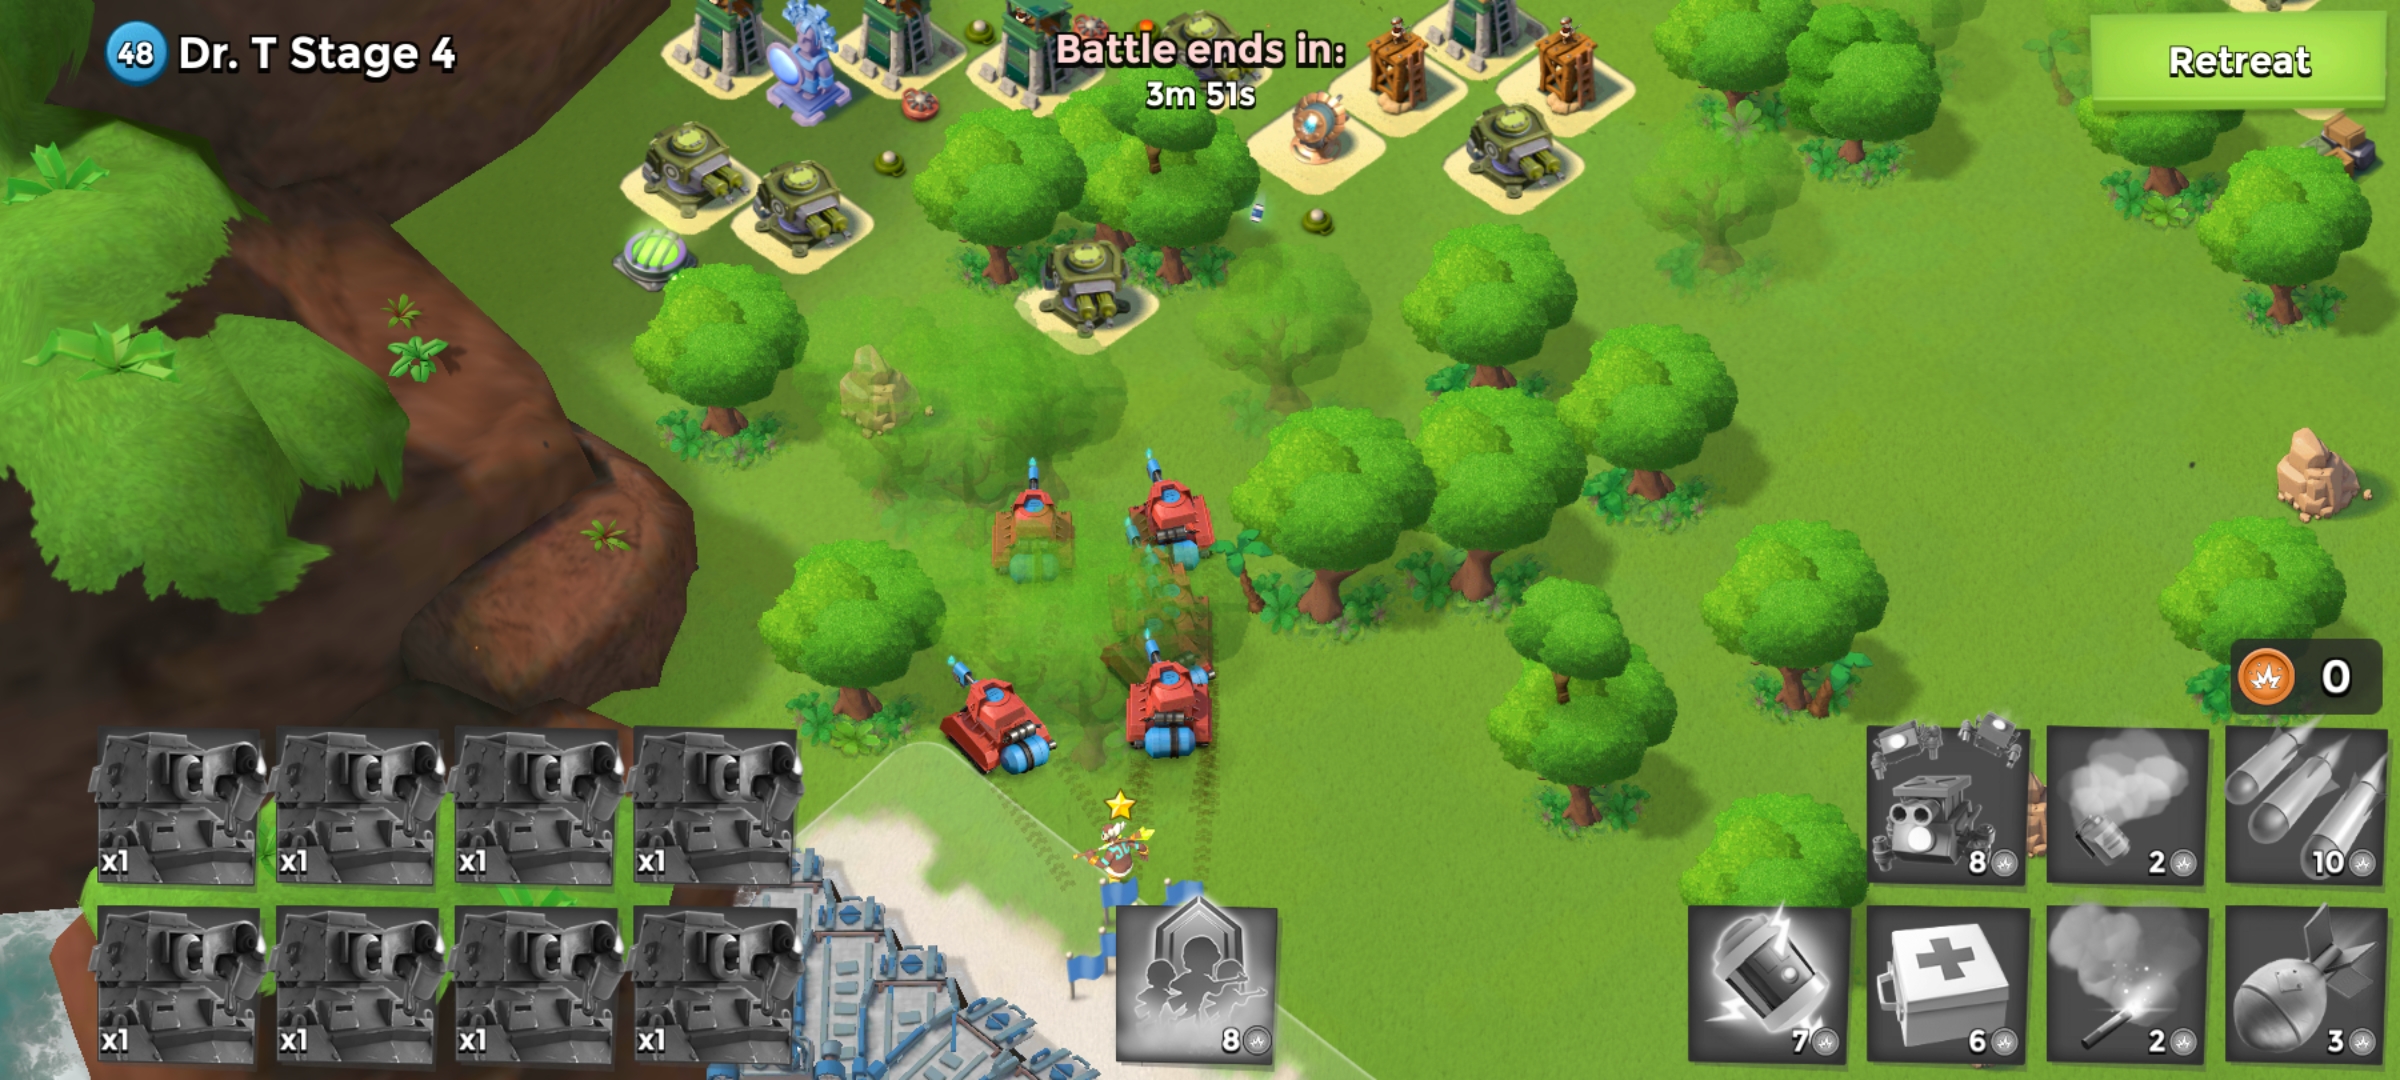 48 Dr. T Stage 4
Battle ends in:
3m 51s
Retreat
0
x1 x1 x1 x1
8 2 10
x1 x1 x1 x1
8 7 6 2 3